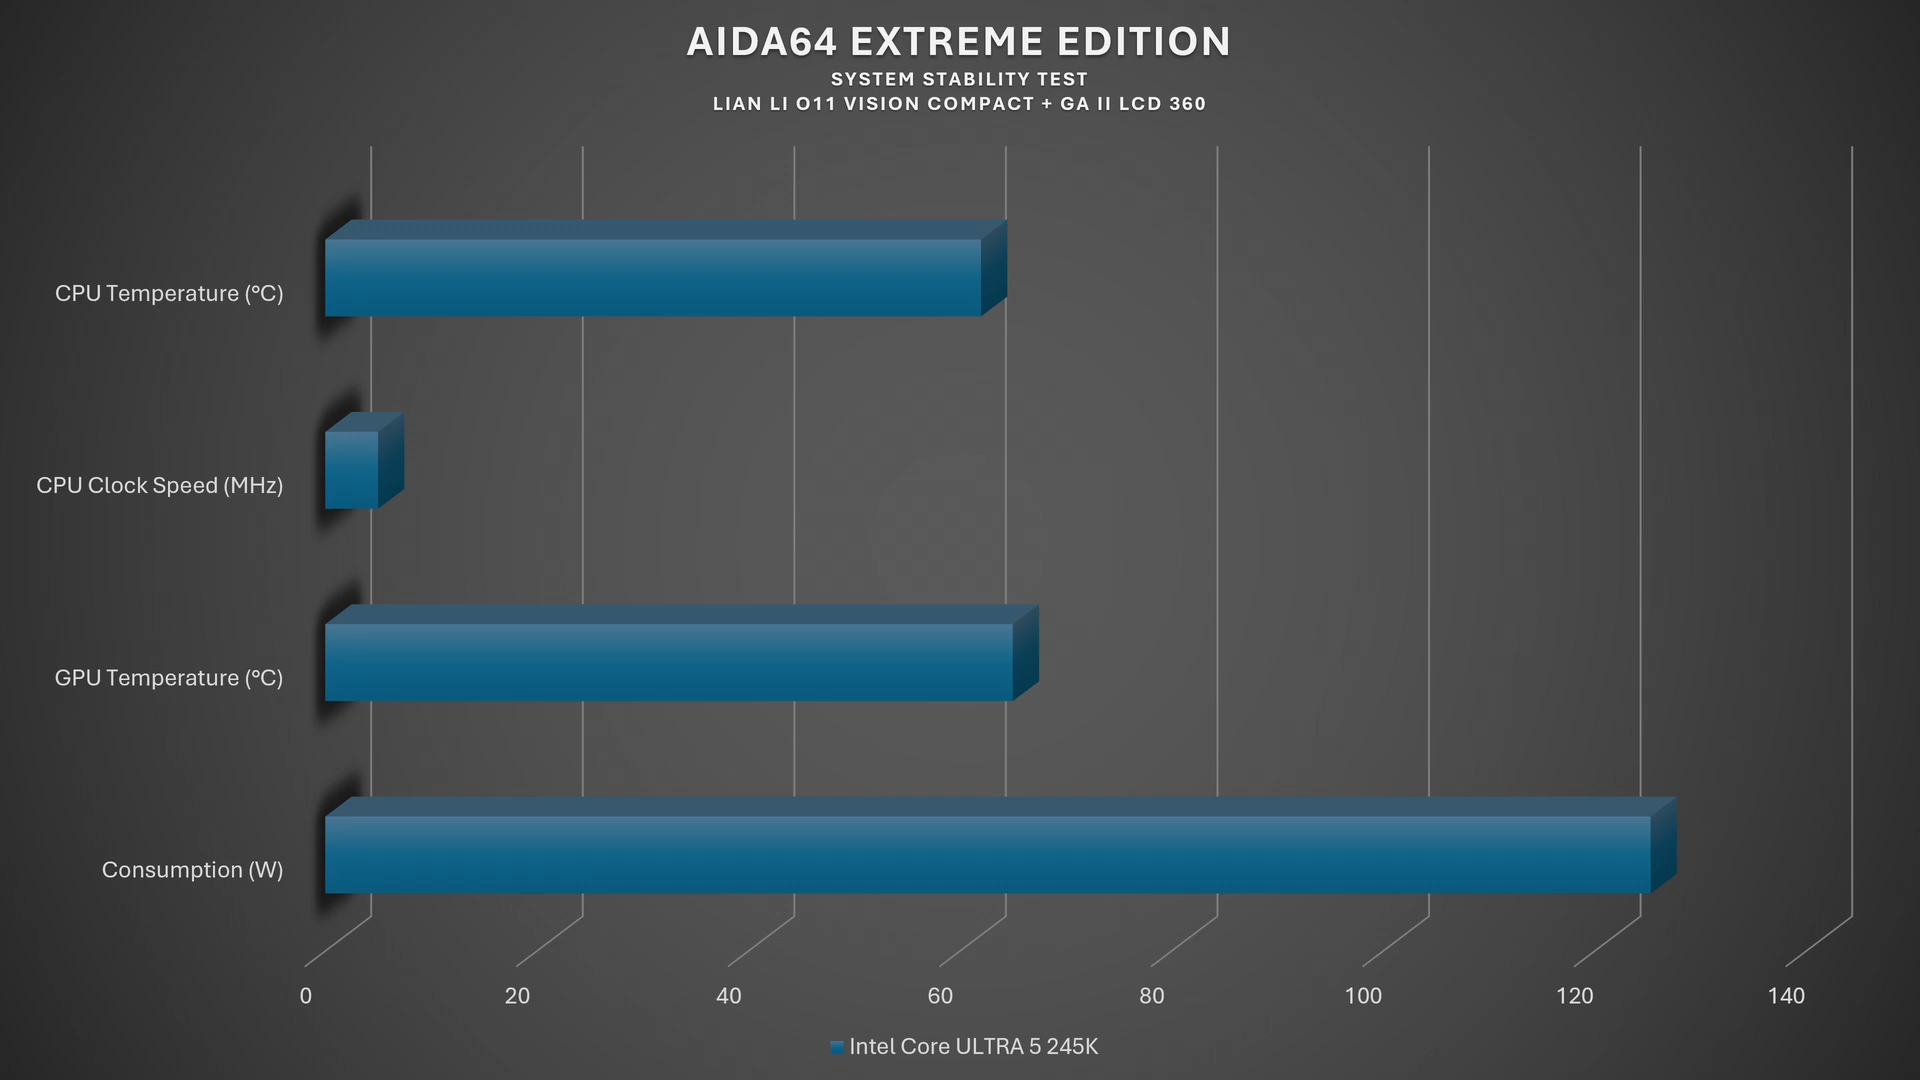 AIDA64 EXTREME EDITION
SYSTEM STABILITY TEST
LIAN LI O11 VISION COMPACT + GA II LCD 360
CPU Temperature (°C)
CPU Clock Speed (MHz)
GPU Temperature (°C)
Consumption (W)
0 20 40 60 80 100 120 140
Intel Core ULTRA 5 245K